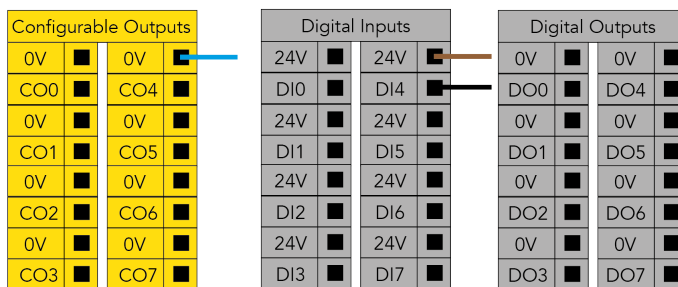 Configurable Outputs
0V 0V
CO0 CO4
0V 0V
CO1 CO5
0V 0V
CO2 CO6
0V 0V
CO3 CO7
Digital Inputs
24V 24V
DI0 DI4
24V 24V
DI1 DI5
24V 24V
DI2 DI6
24V 24V
DI3 DI7
Digital Outputs
0V 0V
DO0 DO4
0V 0V
DO1 DO5
0V 0V
DO2 DO6
0V 0V
DO3 DO7